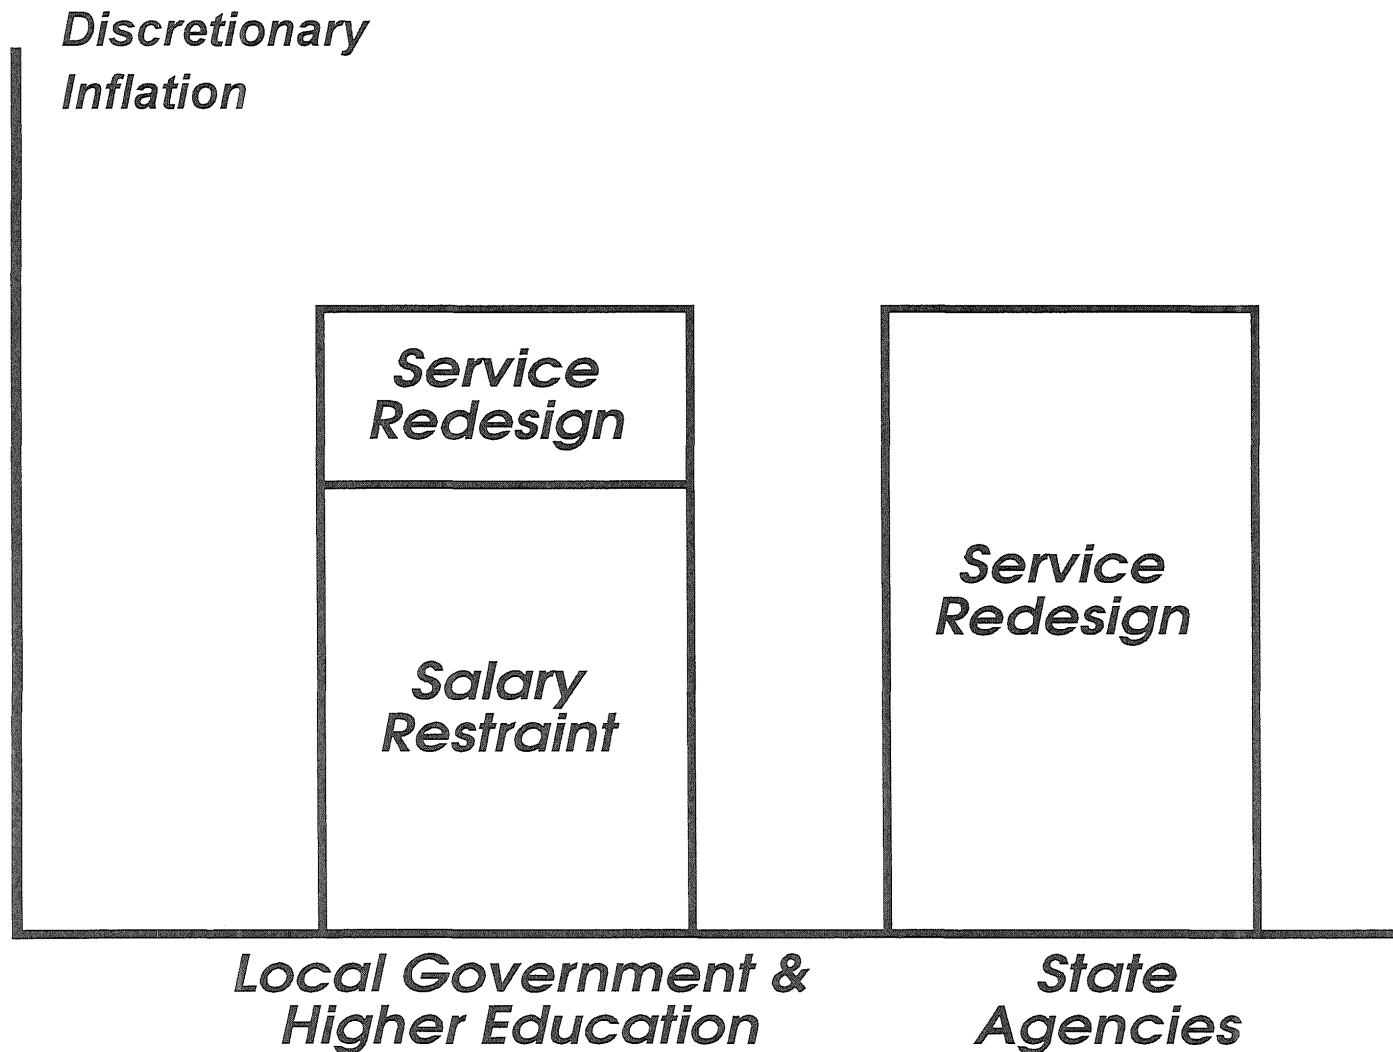 Discretionary
Inflation
Service
Redesign
Salary
Restraint
Service
Redesign
Local Government &
Higher Education
State
Agencies